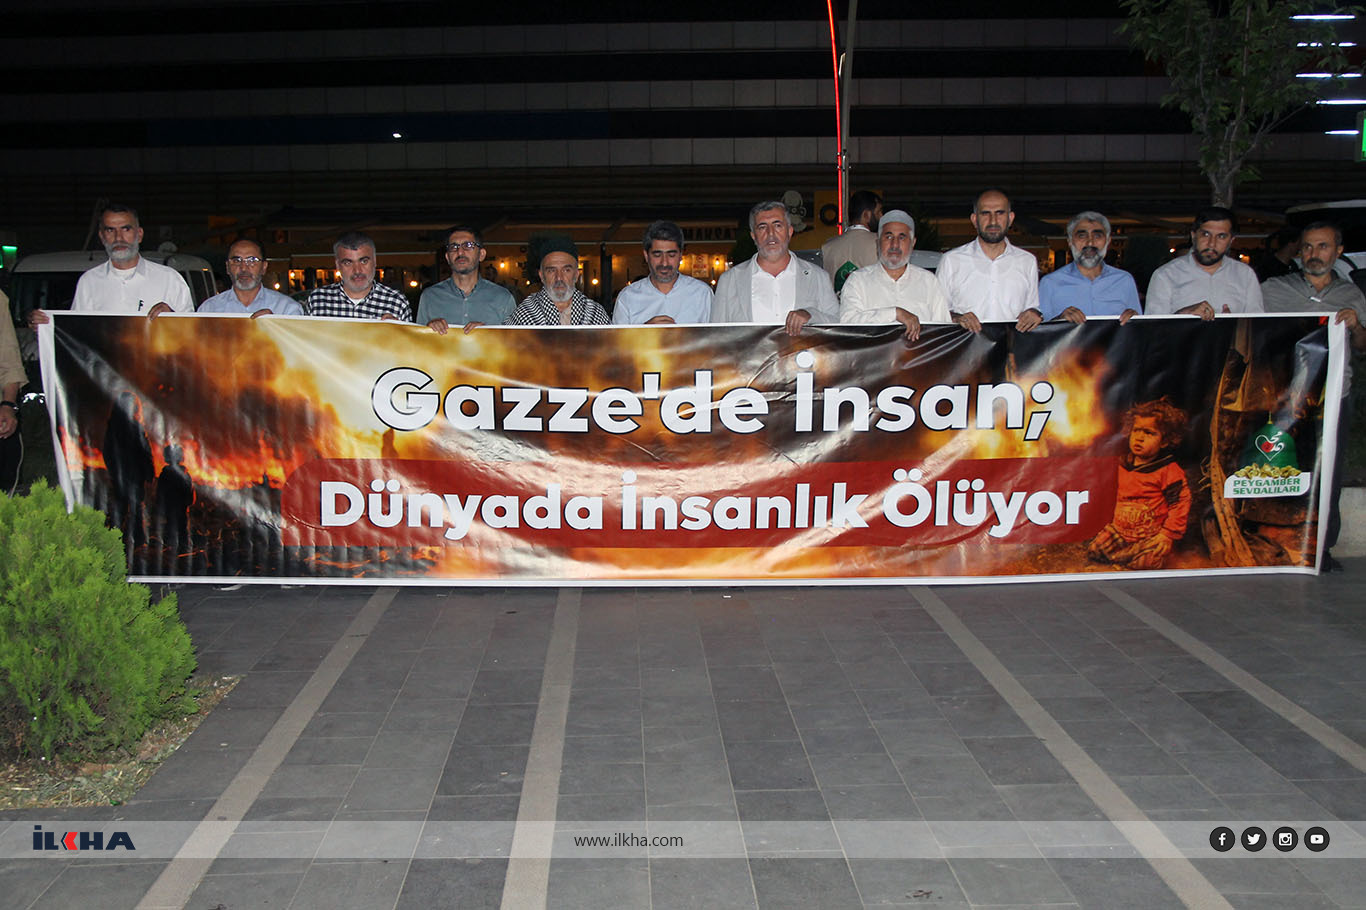 Gazze'de İnsan;
Dünyada İnsanlık Ölüyor
PEYGAMBER
SEVDALILARI
İLKHA
www.ilkha.com